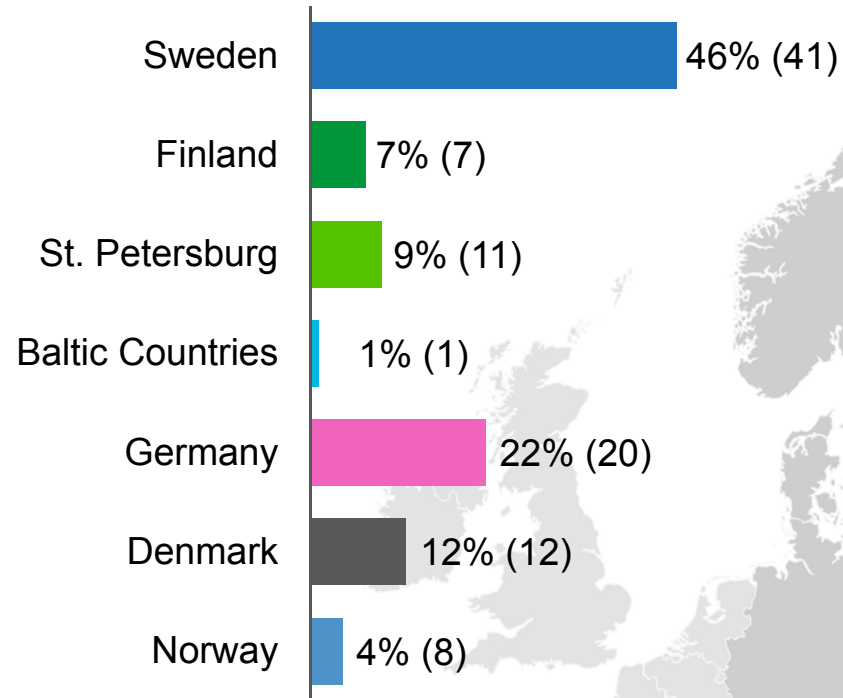 Sweden 46% (41)
Finland 7% (7)
St. Petersburg 9% (11)
Baltic Countries 1% (1)
Germany 22% (20)
Denmark 12% (12)
Norway 4% (8)